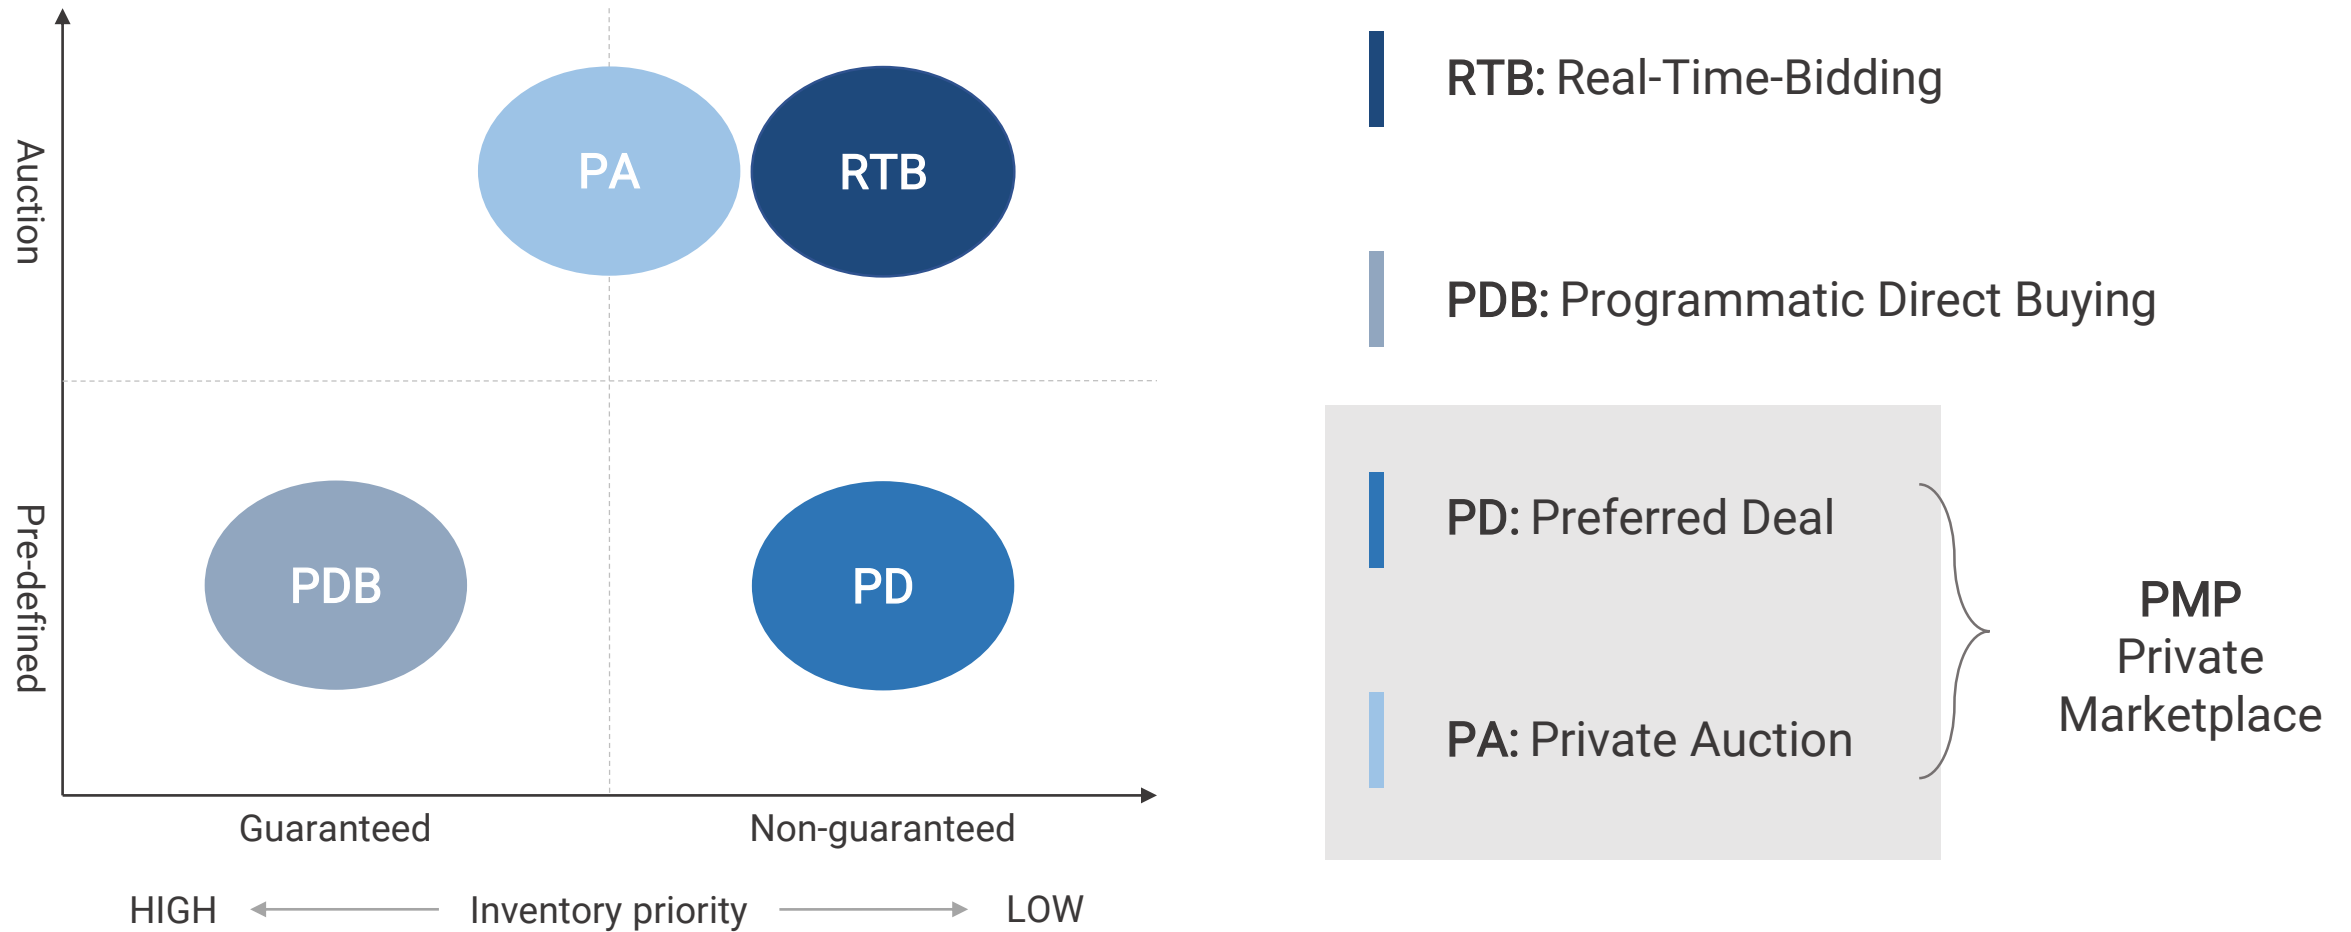 Auction
Pre-defined
PA
RTB
PDB
PD
Guaranteed
Non-guaranteed
HIGH
Inventory priority
LOW
RTB: Real-Time-Bidding
PDB: Programmatic Direct Buying
PD: Preferred Deal
PA: Private Auction
PMP
Private
Marketplace